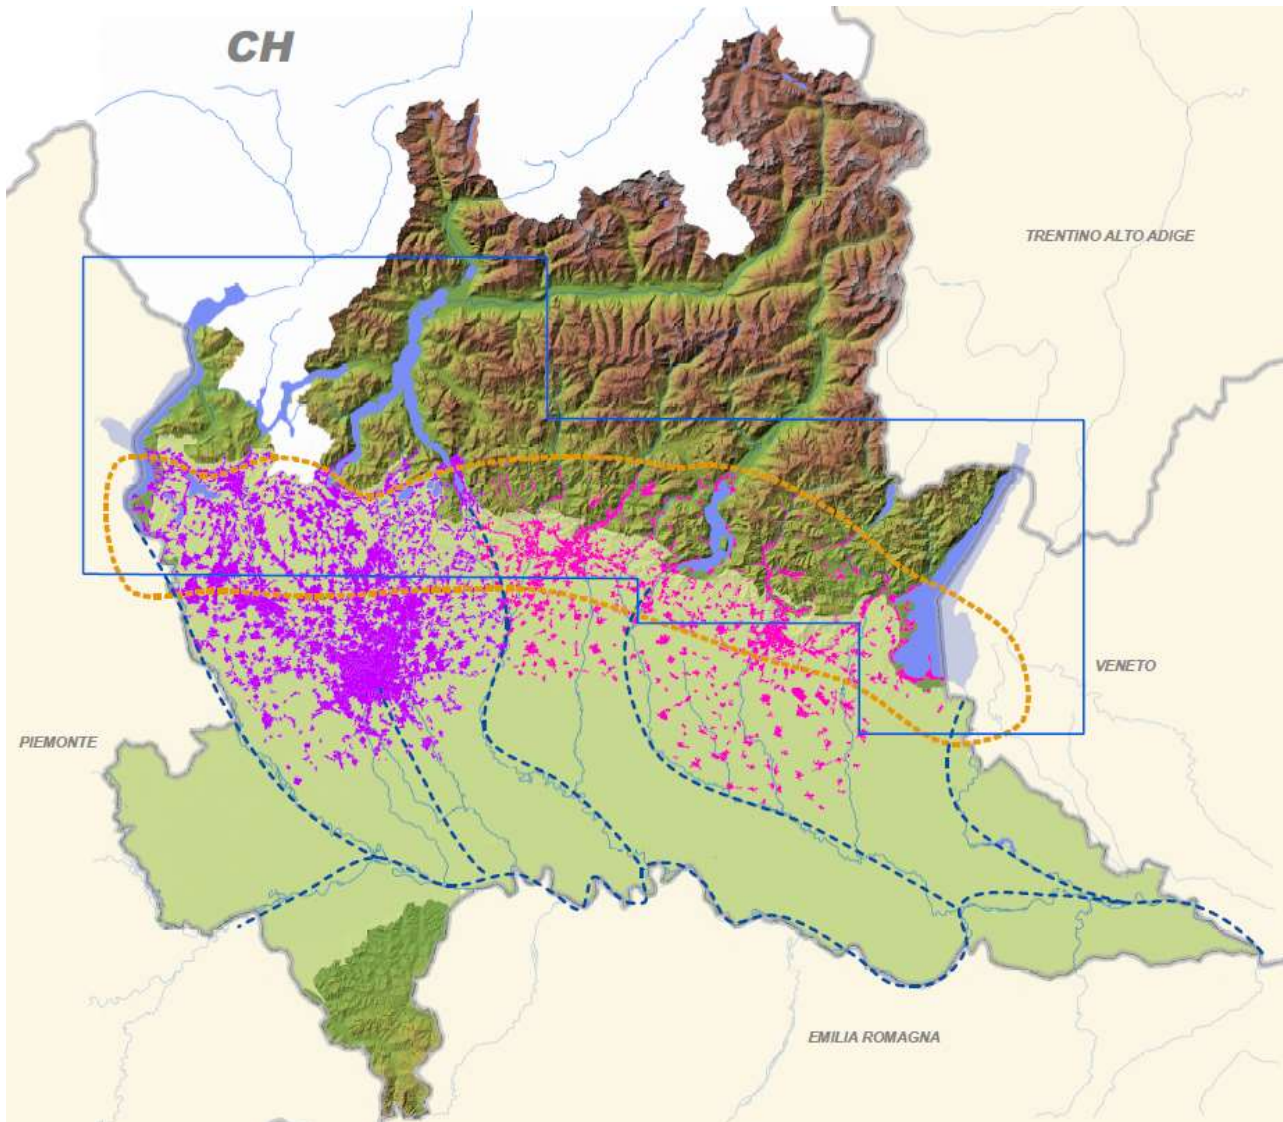 CH
TRENTINO ALTO ADIGE
VENETO
PIEMONTE
EMILIA ROMAGNA